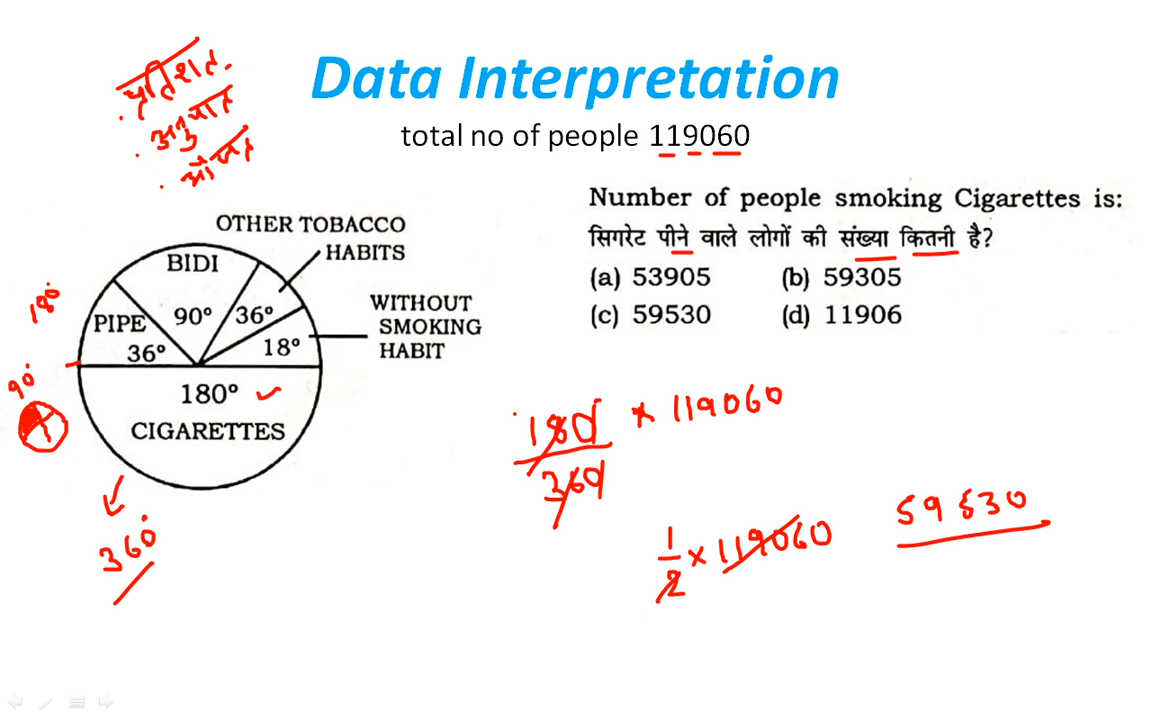 Data Interpretation
total no of people 119060
प्रतिशत.
अनुपात
औसत
Number of people smoking Cigarettes is:
सिगरेट पीने वाले लोगों की संख्या कितनी है?
(a) 53905 (b) 59305
(c) 59530 (d) 11906
OTHER TOBACCO
HABITS
BIDI
90°
36°
WITHOUT
SMOKING
HABIT
18°
PIPE
36°
180°
CIGARETTES
180°
90°
360°
180 × 119060
360
1/2 × 119060
59530